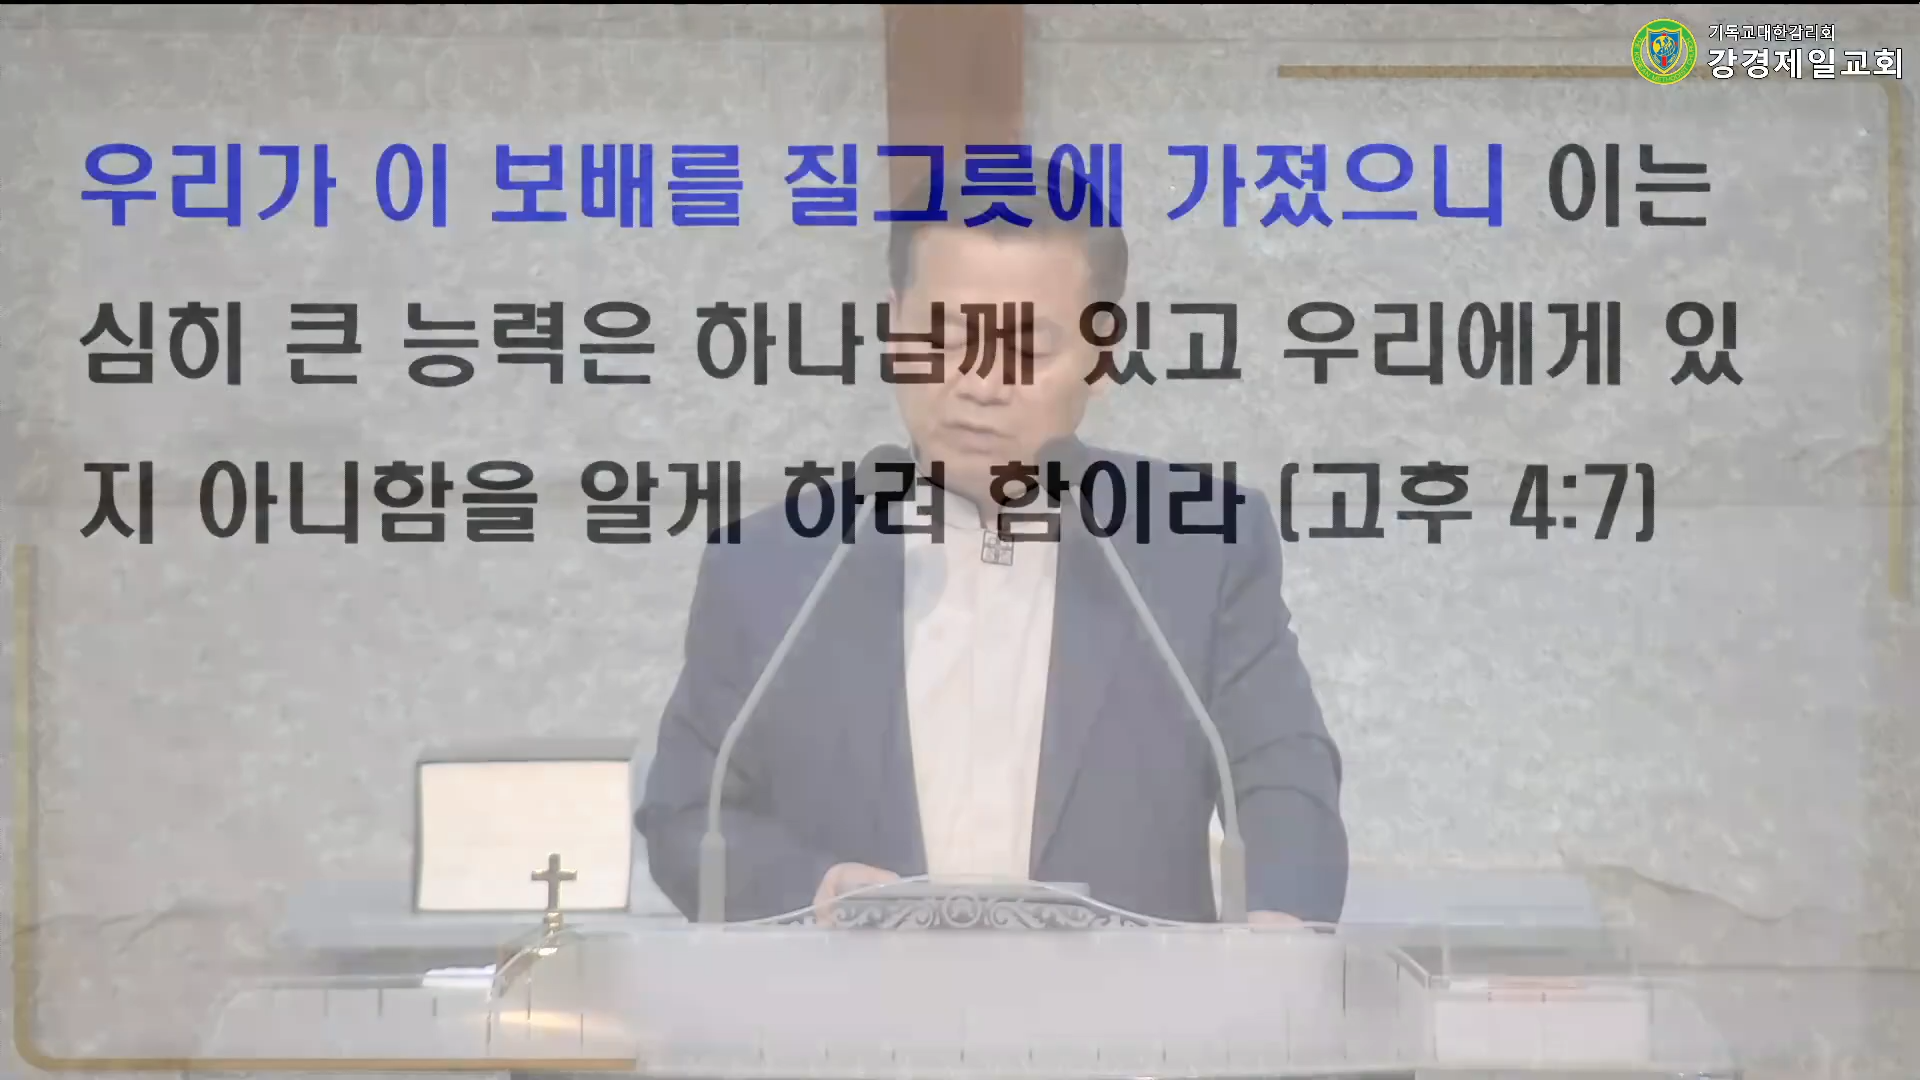 기독교대한감리회
강경제일교회
우리가 이 보배를 질그릇에 가졌으니 이는
심히 큰 능력은 하나님께 있고 우리에게 있
지 아니함을 알게 하려 함이라 (고후 4:7)